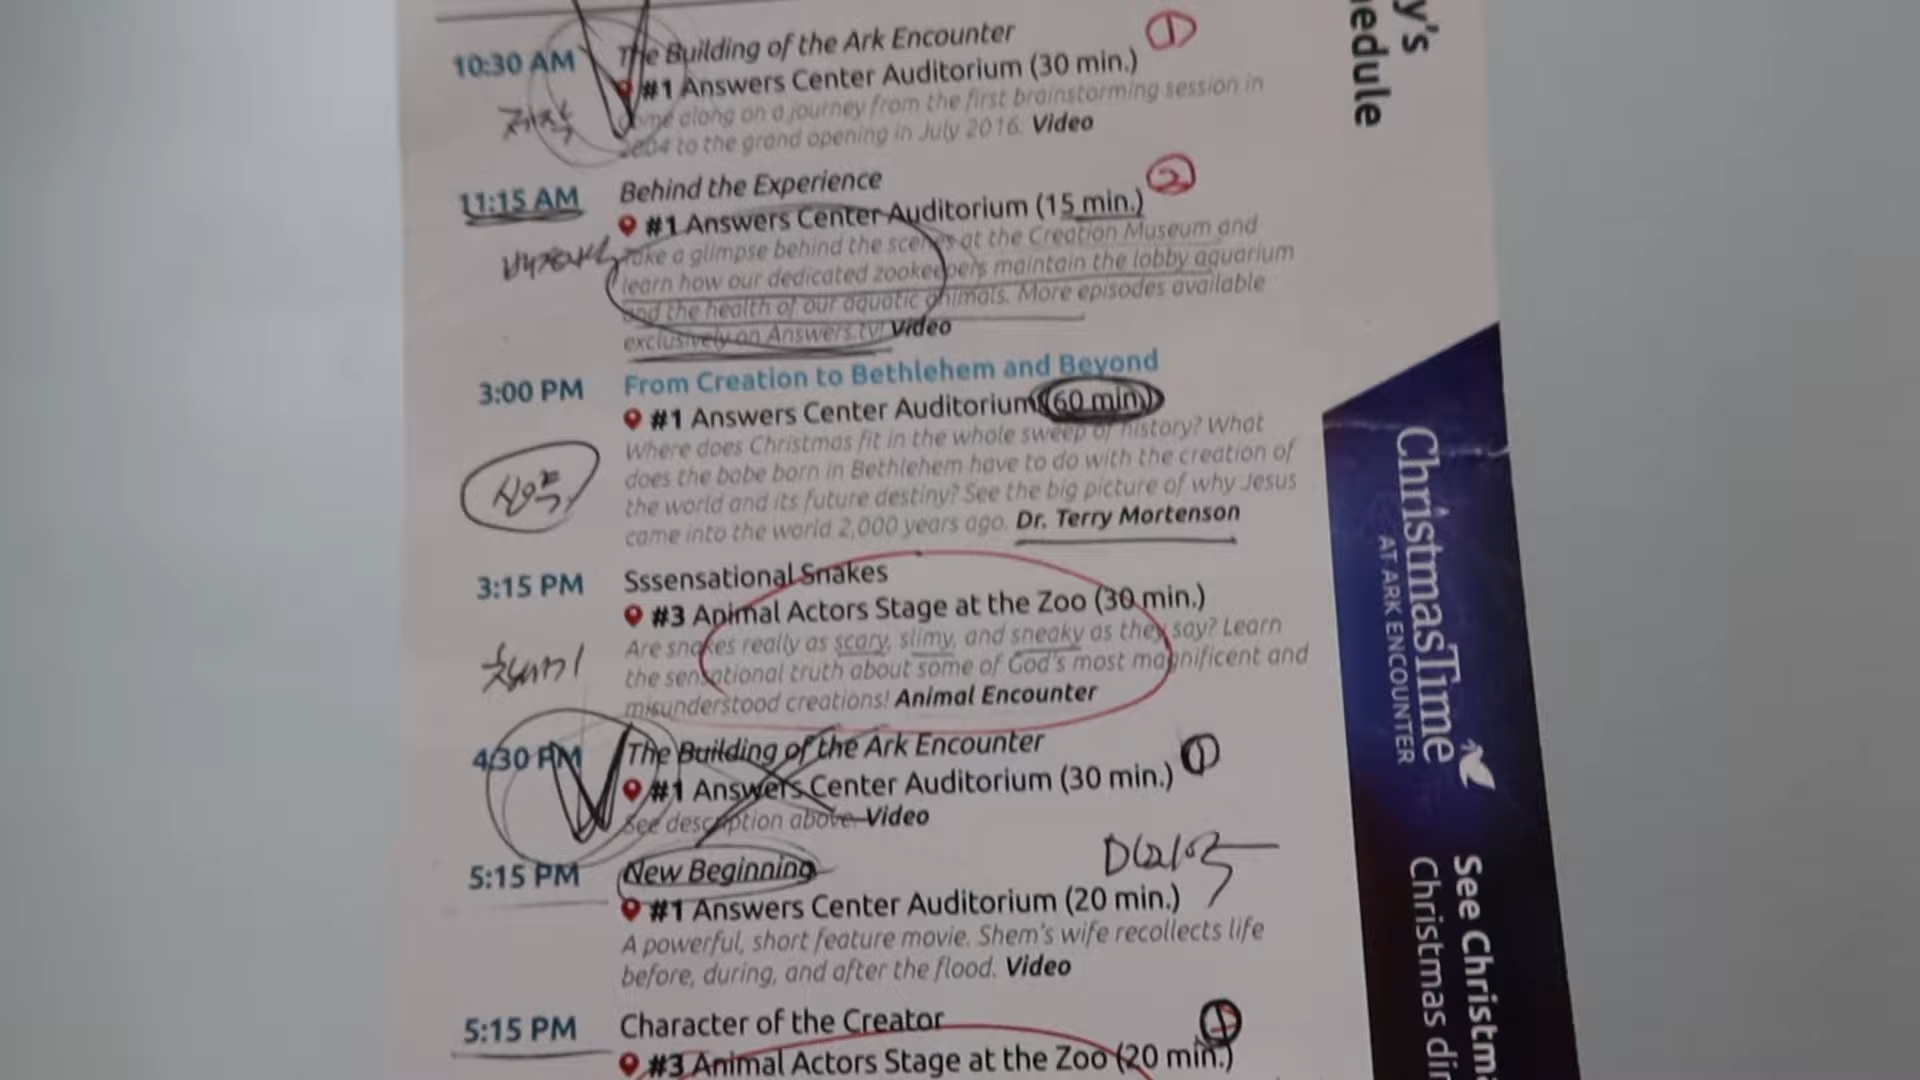 10:30 AM The Building of the Ark Encounter ①
#1 Answers Center Auditorium (30 min.)
제작 Come along on a journey from the first brainstorming session in
2004 to the grand opening in July 2016. Video
11:15 AM Behind the Experience ②
#1 Answers Center Auditorium (15 min.)
Take a glimpse behind the scenes at the Creation Museum and
learn how our dedicated zookeepers maintain the lobby aquarium
and the health of our aquatic animals. More episodes available
exclusively on Answers.tv! Video
3:00 PM From Creation to Bethlehem and Beyond
#1 Answers Center Auditorium (60 min.)
Where does Christmas fit in the whole sweep of history? What
does the babe born in Bethlehem have to do with the creation of
the world and its future destiny? See the big picture of why Jesus
came into the world 2,000 years ago. Dr. Terry Mortenson
3:15 PM Sssensational Snakes
#3 Animal Actors Stage at the Zoo (30 min.)
Are snakes really as scary, slimy, and sneaky as they say? Learn
the sensational truth about some of God's most magnificent and
misunderstood creations! Animal Encounter
4:30 PM The Building of the Ark Encounter ①
#1 Answers Center Auditorium (30 min.)
See description above. Video
5:15 PM New Beginning
#1 Answers Center Auditorium (20 min.)
A powerful, short feature movie. Shem's wife recollects life
before, during, and after the flood. Video
5:15 PM Character of the Creator
#3 Animal Actors Stage at the Zoo (20 min.)
y's
edule
ChristmasTime
AT ARK ENCOUNTER
See Christm
Christmas din